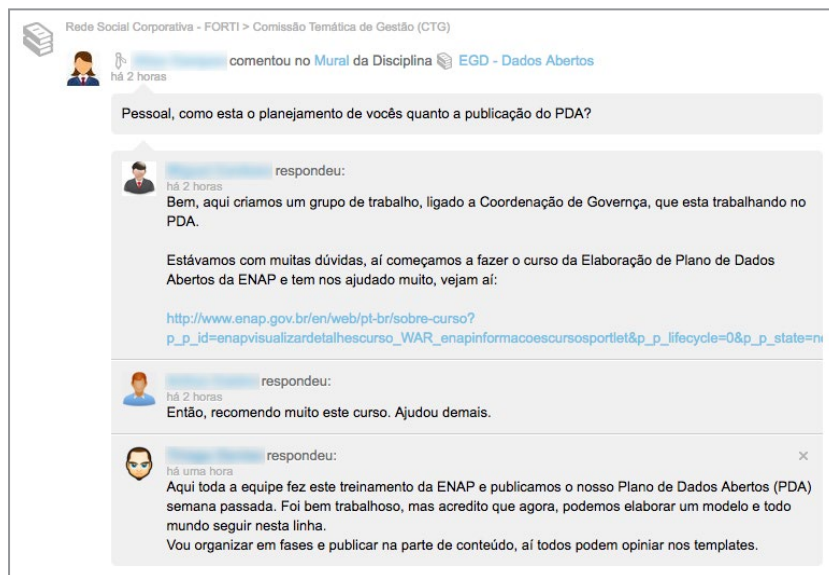 Rede Social Corporativa - FORTI > Comissão Temática de Gestão (CTG)
comentou no Mural da Disciplina EGD - Dados Abertos
há 2 horas
Pessoal, como esta o planejamento de vocês quanto a publicação do PDA?
respondeu:
há 2 horas
Bem, aqui criamos um grupo de trabalho, ligado a Coordenação de Governça, que esta trabalhando no
PDA.
Estávamos com muitas dúvidas, aí começamos a fazer o curso da Elaboração de Plano de Dados
Abertos da ENAP e tem nos ajudado muito, vejam aí:
http://www.enap.gov.br/en/web/pt-br/sobre-curso?
p_p_id=enapvisualizardetalhescurso_WAR_enapinformacoescursosportlet&p_p_lifecycle=0&p_p_state=n
respondeu:
há 2 horas
Então, recomendo muito este curso. Ajudou demais.
respondeu:
há uma hora
Aqui toda a equipe fez este treinamento da ENAP e publicamos o nosso Plano de Dados Abertos (PDA)
semana passada. Foi bem trabalhoso, mas acredito que agora, podemos elaborar um modelo e todo
mundo seguir nesta linha.
Vou organizar em fases e publicar na parte de conteúdo, aí todos podem opiniar nos templates.